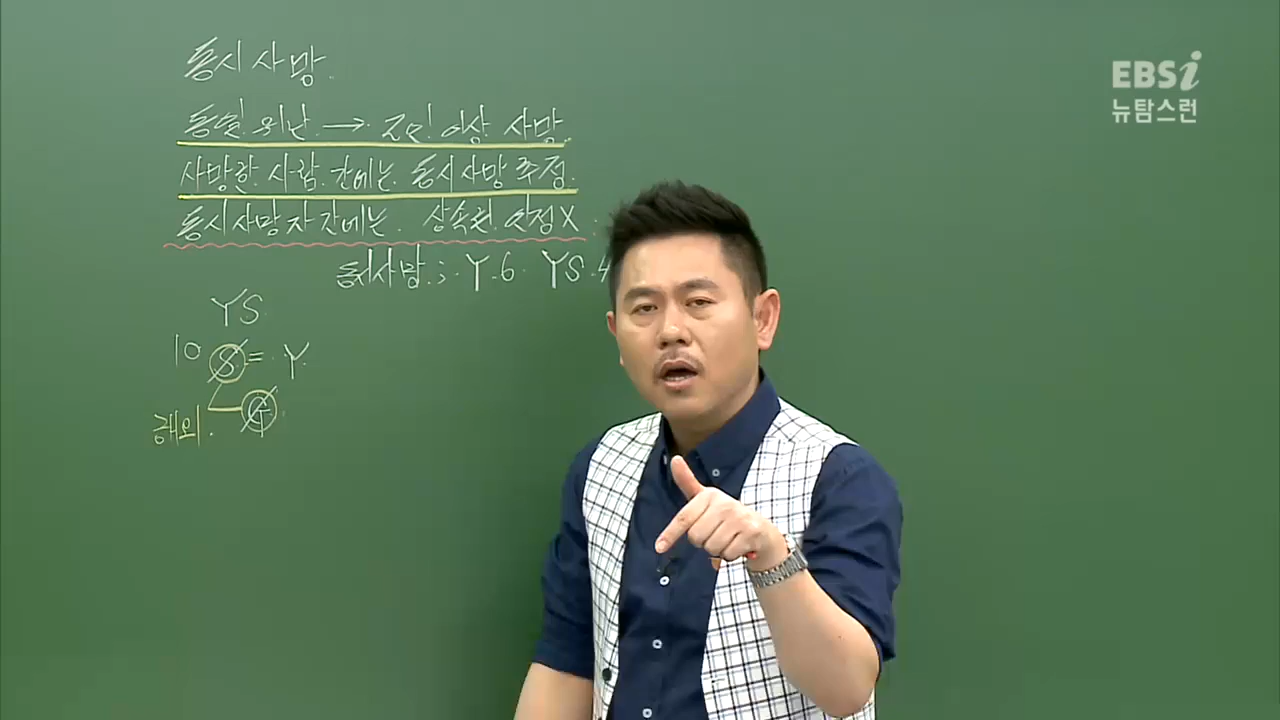 동시 사망.
EBSi
뉴탐스런
동일 위난 → 2인 이상 사망.
사망한 사람 간에는 동시사망 추정.
동시사망자 간에는 상속권 인정X.
동시사망 ; Y.6 YS.4
YS.
10 S = Y
해외. T